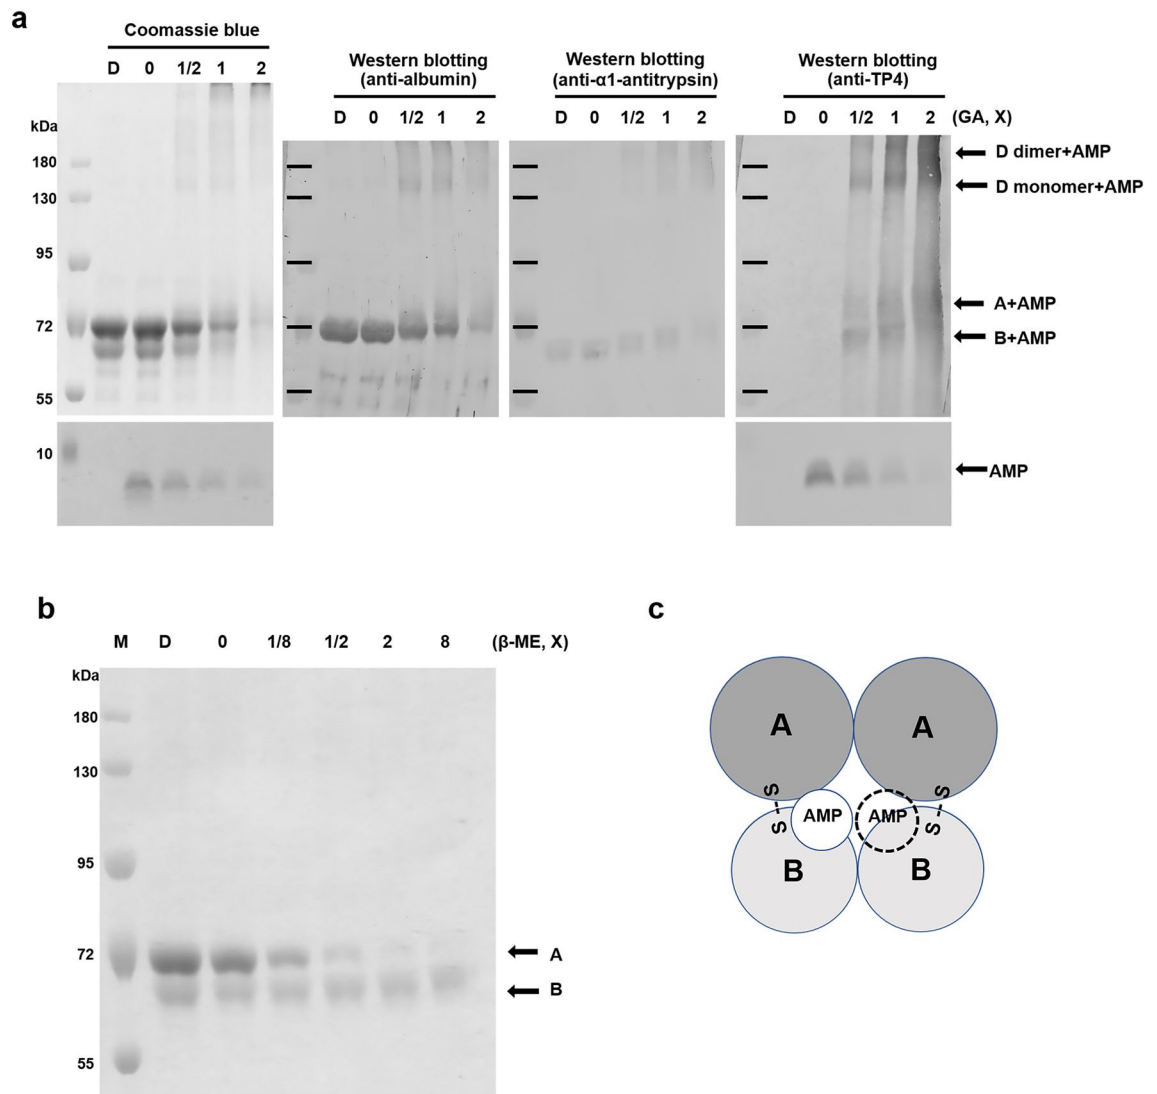 a
Coomassie blue
D 0 1/2 1 2
kDa
180
130
95
72
55
10
Western blotting
(anti-albumin)
D 0 1/2 1 2
Western blotting
(anti-α1-antitrypsin)
D 0 1/2 1 2
Western blotting
(anti-TP4)
D 0 1/2 1 2 (GA, X)
D dimer+AMP
D monomer+AMP
A+AMP
B+AMP
AMP
b
M D 0 1/8 1/2 2 8 (β-ME, X)
kDa
180
130
95
72
55
A
B
c
A A
S S
S S
AMP AMP
B B